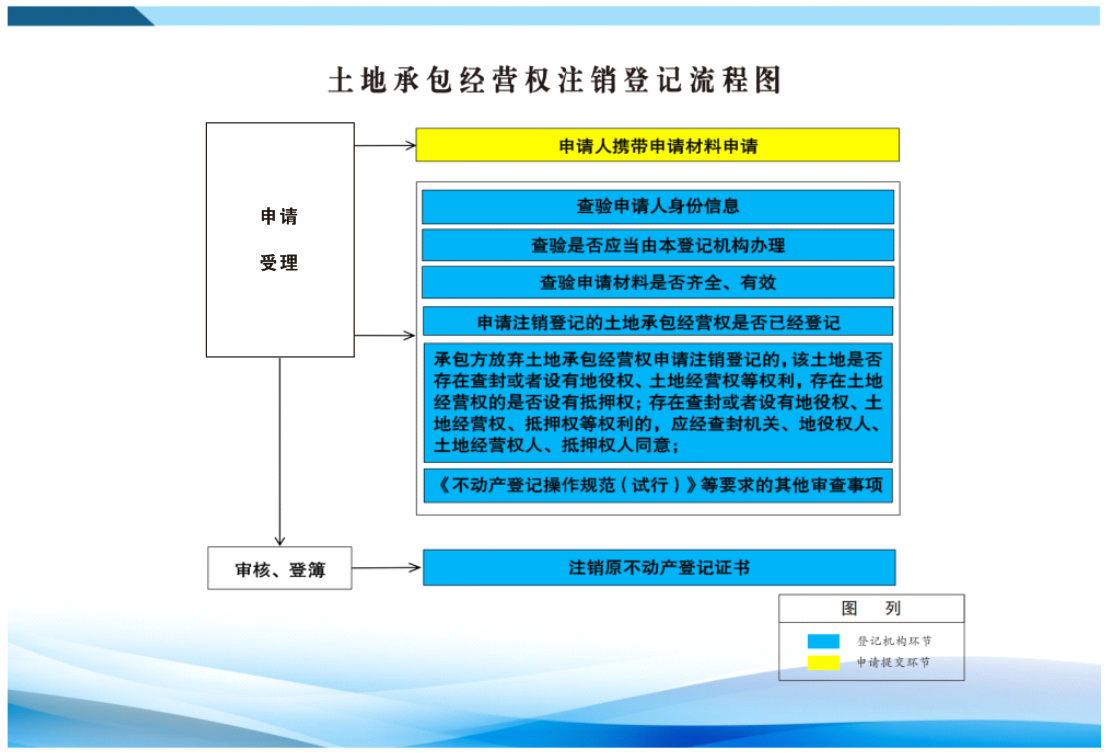 土地承包经营权注销登记流程图
申请人携带申请材料申请
申请
受理
查验申请人身份信息
查验是否应当由本登记机构办理
查验申请材料是否齐全、有效
申请注销登记的土地承包经营权是否已经登记
承包方放弃土地承包经营权申请注销登记的,该土地是否
存在查封或者设有地役权、土地经营权等权利,存在土地
经营权的是否设有抵押权;存在查封或者设有地役权、土
地经营权、抵押权等权利的,应经查封机关、地役权人、
土地经营权人、抵押权人同意;
《不动产登记操作规范(试行)》等要求的其他审查事项
审核、登簿
注销原不动产登记证书
图 列
登记机构环节
申请提交环节